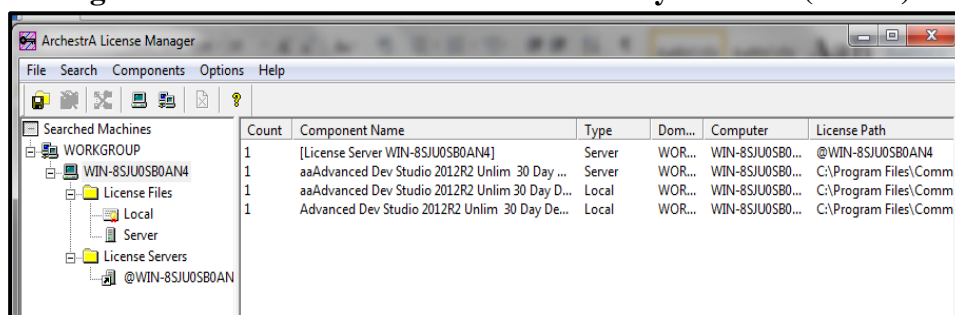 ArchestrA License Manager
File Search Components Options Help
Searched Machines
WORKGROUP
WIN-8SJU0SB0AN4
License Files
Local
Server
License Servers
@WIN-8SJU0SB0AN
Count Component Name Type Dom... Computer License Path
1 [License Server WIN-8SJU0SB0AN4] Server WOR... WIN-8SJU0SB0... @WIN-8SJU0SB0AN4
1 aaAdvanced Dev Studio 2012R2 Unlim 30 Day ... Server WOR... WIN-8SJU0SB0... C:\Program Files\Comm
1 aaAdvanced Dev Studio 2012R2 Unlim 30 Day D... Local WOR... WIN-8SJU0SB0... C:\Program Files\Comm
1 Advanced Dev Studio 2012R2 Unlim 30 Day De... Local WOR... WIN-8SJU0SB0... C:\Program Files\Comm